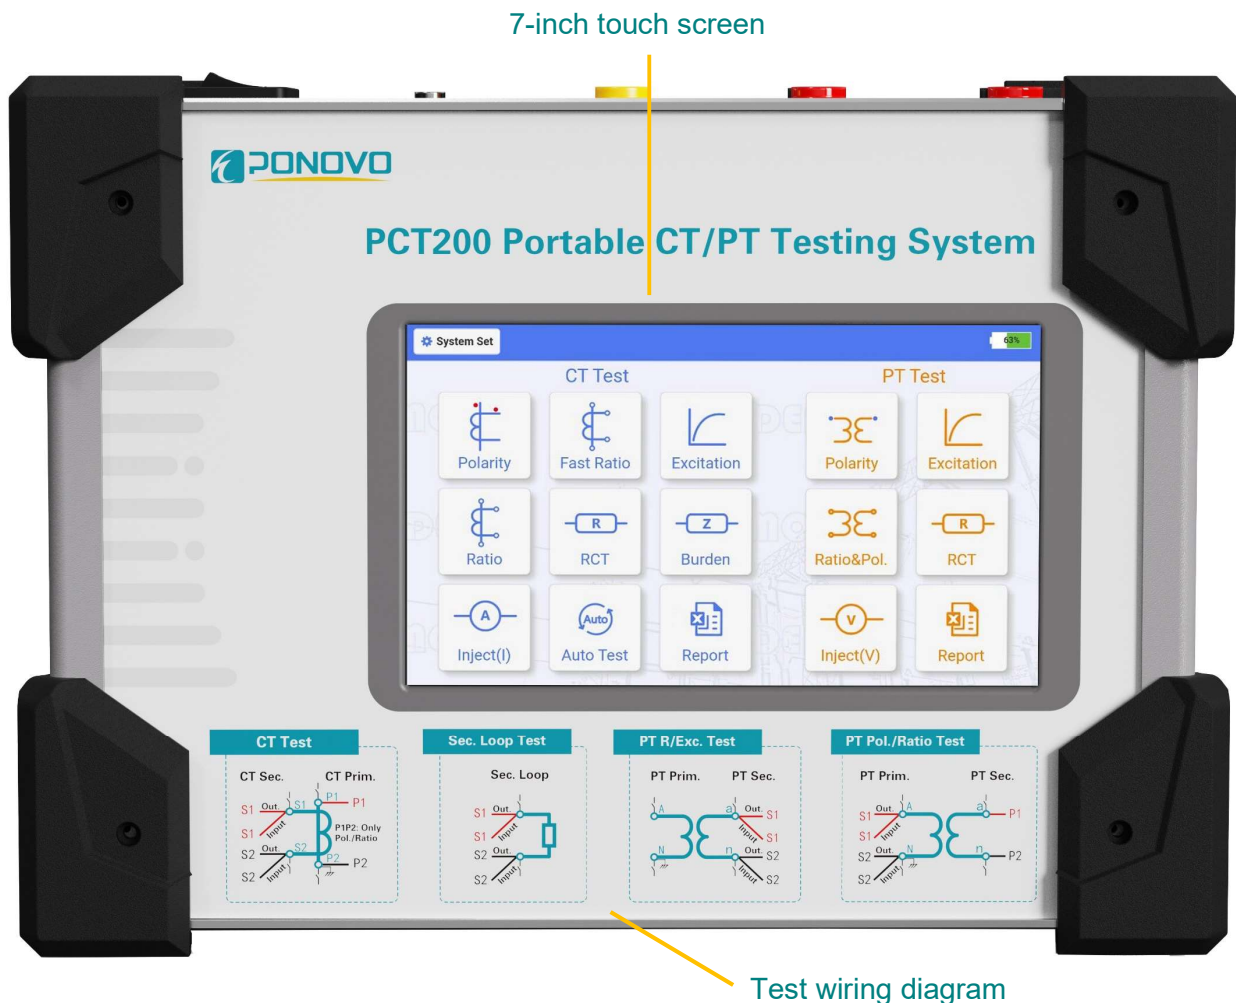 7-inch touch screen
PONOVO
PCT200 Portable CT/PT Testing System
System Set
63%
CT Test
PT Test
Polarity
Fast Ratio
Excitation
Polarity
Excitation
Ratio
R
RCT
Z
Burden
Ratio&Pol.
R
RCT
A
Inject(I)
Auto
Auto Test
Report
V
Inject(V)
Report
CT Test
CT Sec.
CT Prim.
S1 Out. S1 P1 P1
S1 Input
P1P2: Only
Pol./Ratio
S2 Out. S2 P2 P2
S2 Input
Sec. Loop Test
Sec. Loop
S1 Out.
S1 Input
S2 Out.
S2 Input
PT R/Exc. Test
PT Prim.
PT Sec.
A a Out. S1
Input S1
N n Out. S2
Input S2
PT Pol./Ratio Test
PT Prim.
PT Sec.
S1 Out. A a P1
S1 Input
S2 Out. N n P2
S2 Input
Test wiring diagram